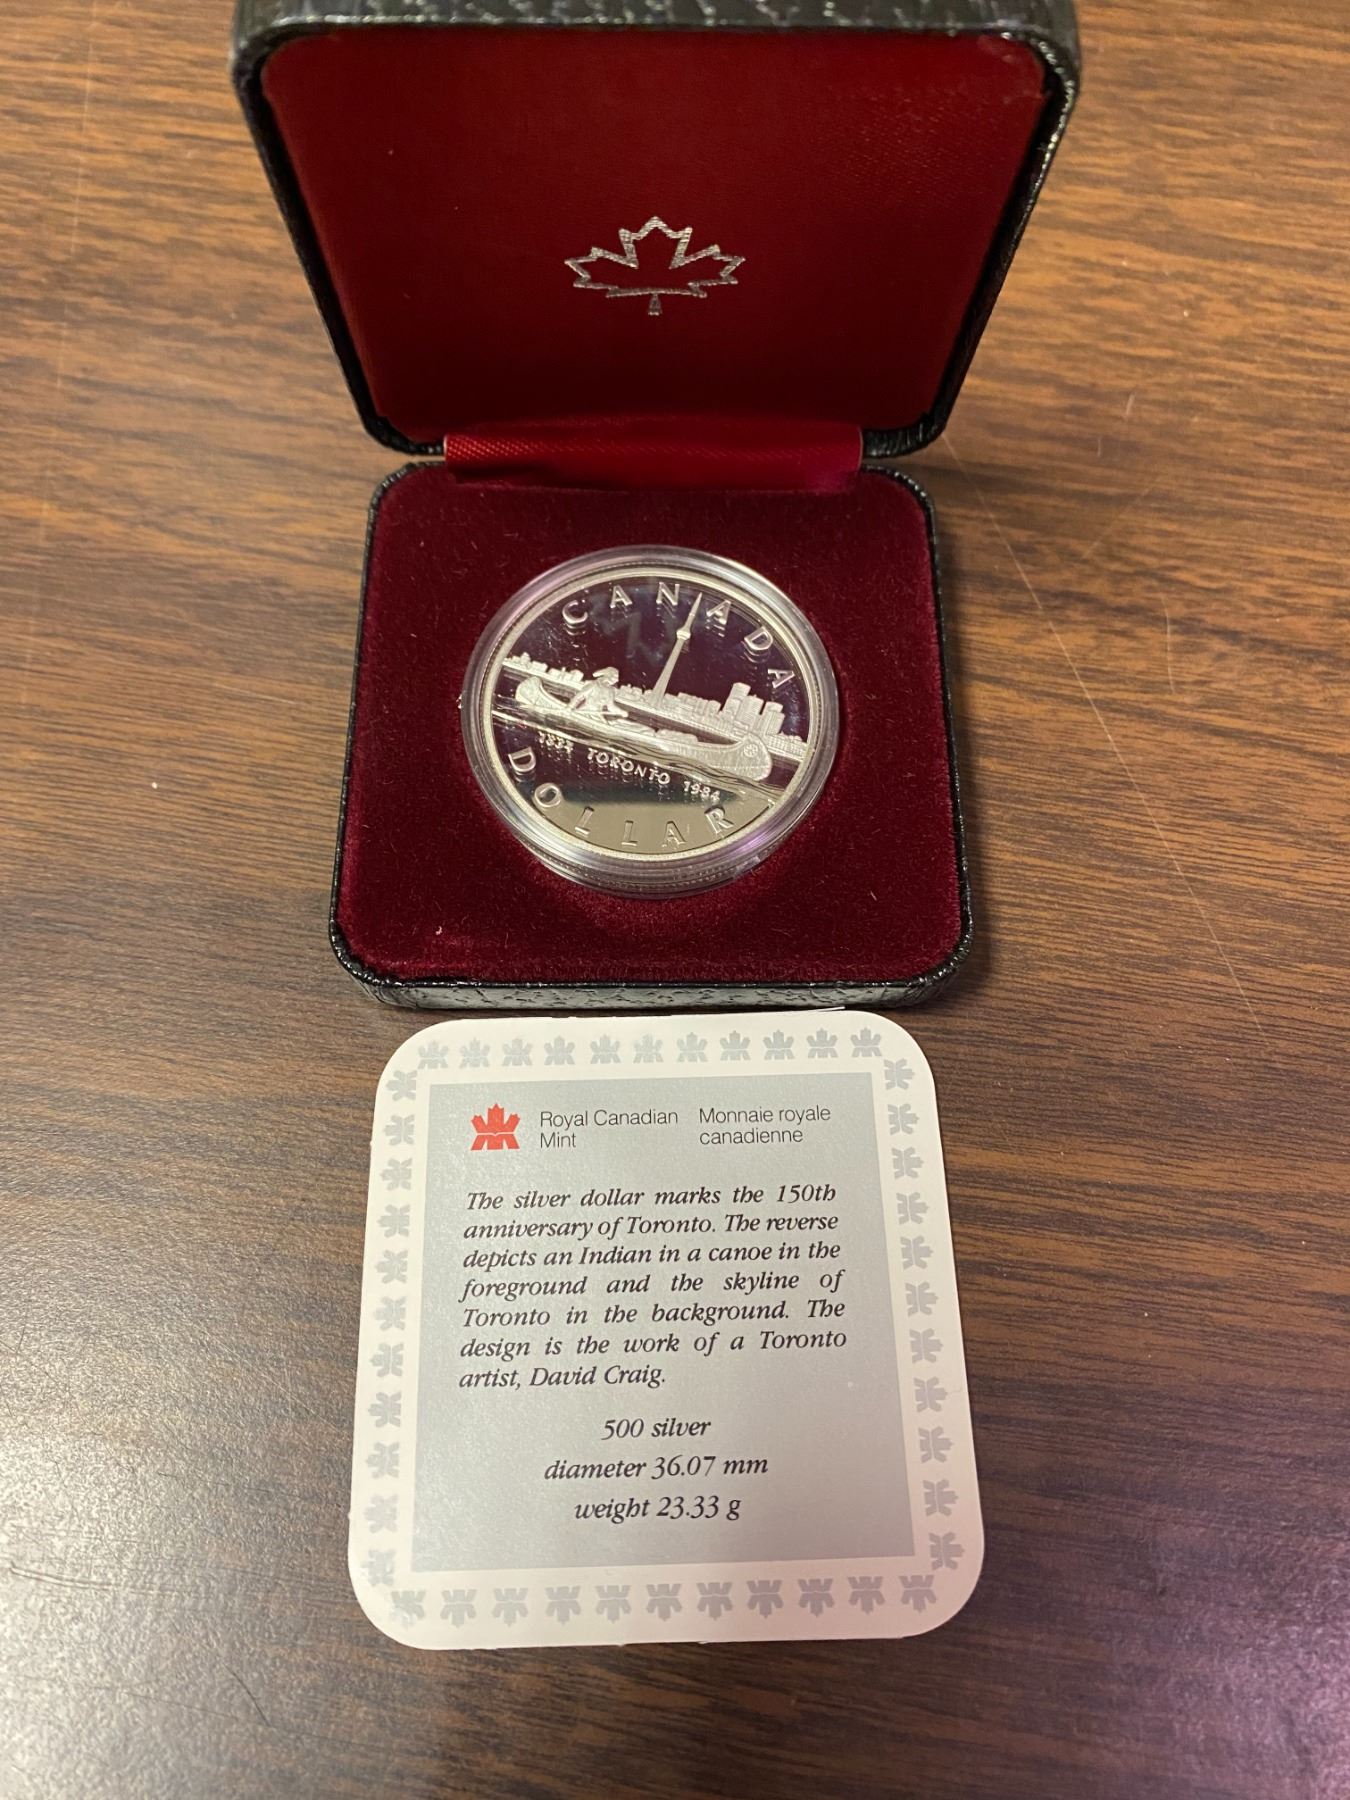 CANADA
1834 TORONTO 1984
DOLLAR
Royal Canadian Mint
Monnaie royale canadienne
The silver dollar marks the 150th
anniversary of Toronto. The reverse
depicts an Indian in a canoe in the
foreground and the skyline of
Toronto in the background. The
design is the work of a Toronto
artist, David Craig.
500 silver
diameter 36.07 mm
weight 23.33 g